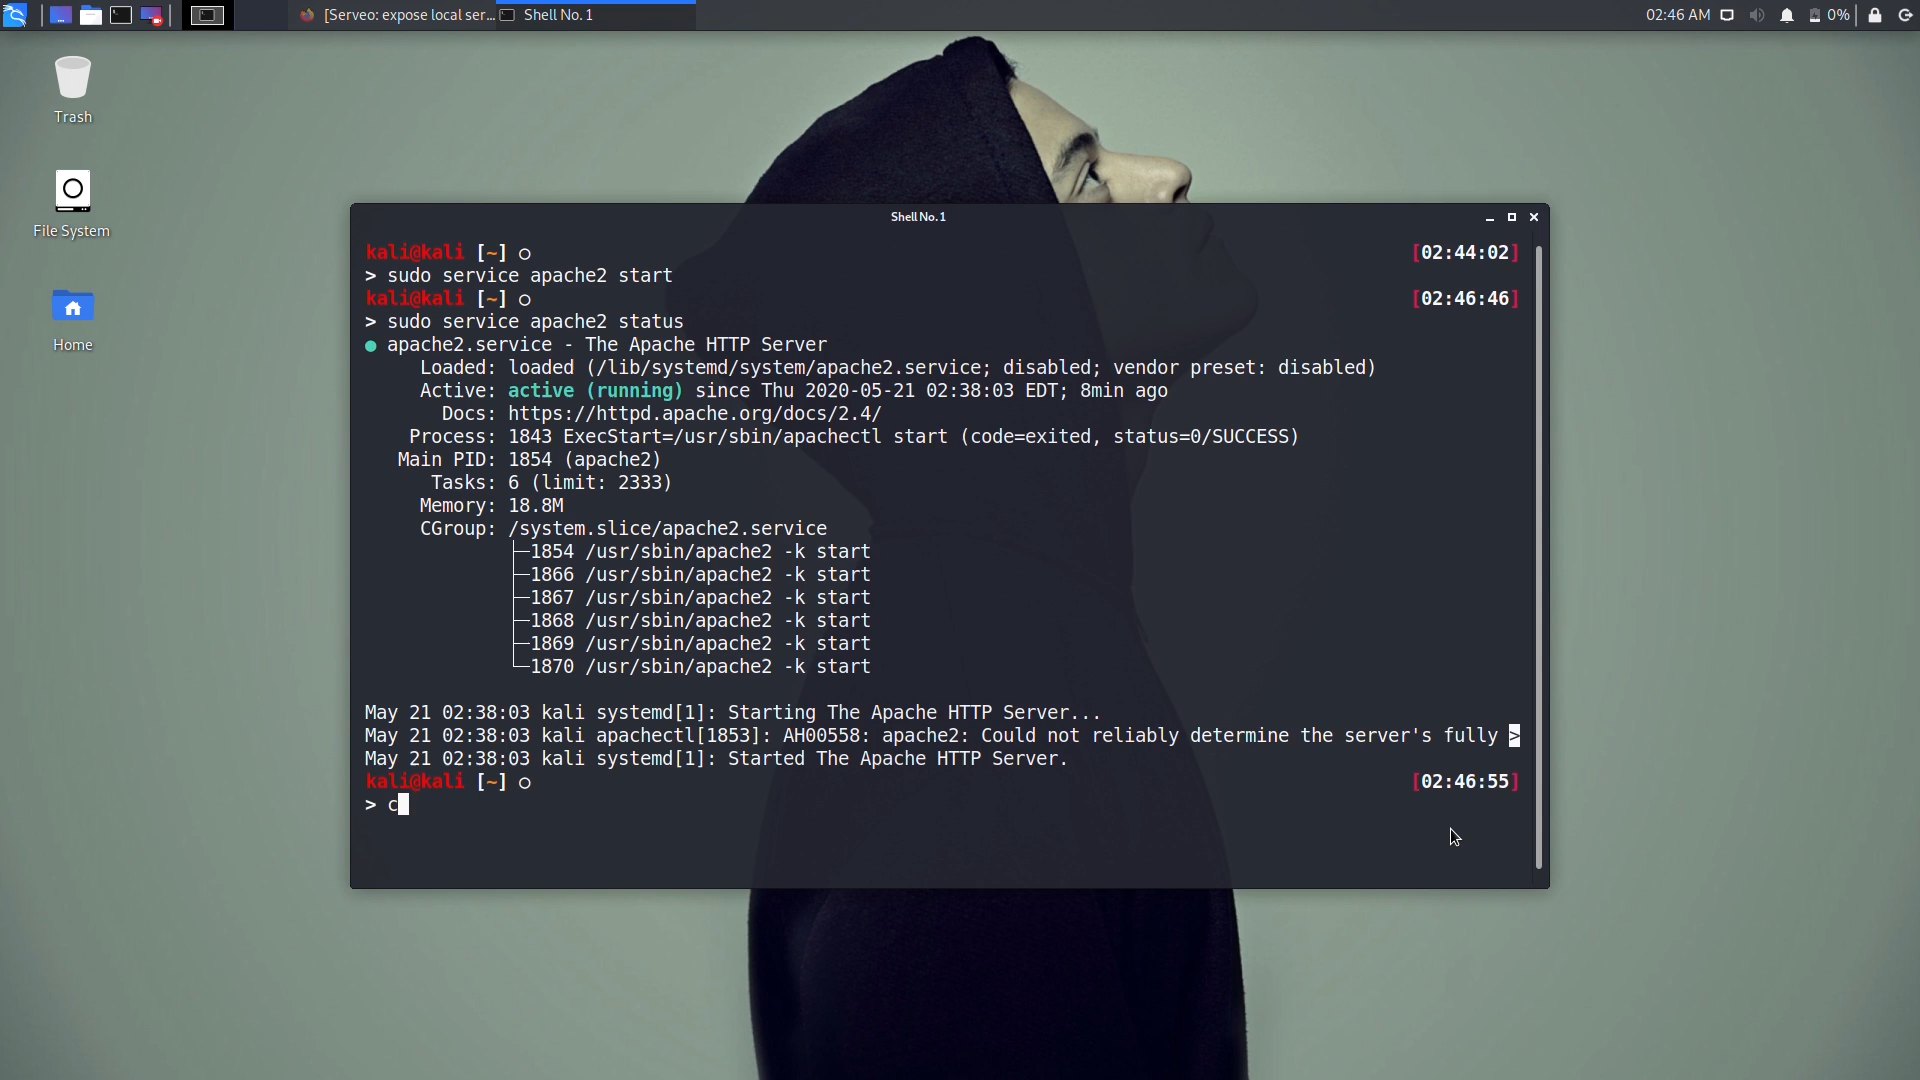 [Serveo: expose local ser... Shell No. 1 02:46 AM 0%
Trash
File System
Home
Shell No. 1
kali@kali [~] ○ [02:44:02]
> sudo service apache2 start
kali@kali [~] ○ [02:46:46]
> sudo service apache2 status
● apache2.service - The Apache HTTP Server
Loaded: loaded (/lib/systemd/system/apache2.service; disabled; vendor preset: disabled)
Active: active (running) since Thu 2020-05-21 02:38:03 EDT; 8min ago
Docs: https://httpd.apache.org/docs/2.4/
Process: 1843 ExecStart=/usr/sbin/apachectl start (code=exited, status=0/SUCCESS)
Main PID: 1854 (apache2)
Tasks: 6 (limit: 2333)
Memory: 18.8M
CGroup: /system.slice/apache2.service
├─1854 /usr/sbin/apache2 -k start
├─1866 /usr/sbin/apache2 -k start
├─1867 /usr/sbin/apache2 -k start
├─1868 /usr/sbin/apache2 -k start
├─1869 /usr/sbin/apache2 -k start
└─1870 /usr/sbin/apache2 -k start
May 21 02:38:03 kali systemd[1]: Starting The Apache HTTP Server...
May 21 02:38:03 kali apachectl[1853]: AH00558: apache2: Could not reliably determine the server's fully >
May 21 02:38:03 kali systemd[1]: Started The Apache HTTP Server.
kali@kali [~] ○ [02:46:55]
> c